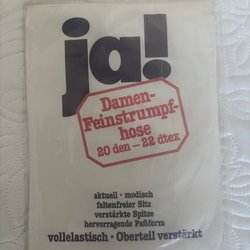 ja!
Damen-
Feinstrumpf-
hose
20 den – 22 dtex
aktuell · modisch
faltenfreier Sitz
verstärkte Spitze
hervorragende Paßform
vollelastisch · Oberteil verstärkt